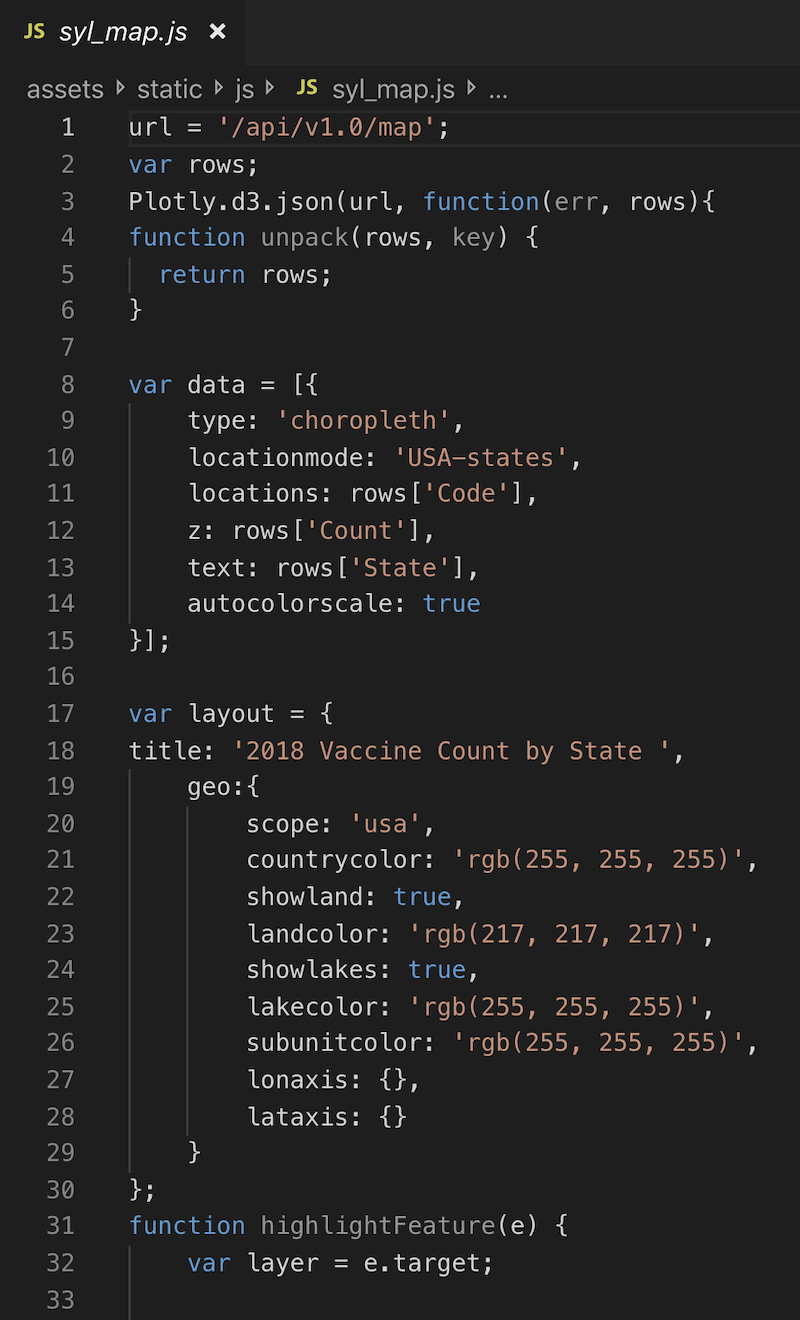 JS syl_map.js ×
assets static js JS syl_map.js ...
1 url = '/api/v1.0/map';
2 var rows;
3 Plotly.d3.json(url, function(err, rows){
4 function unpack(rows, key) {
5   return rows;
6 }
7
8 var data = [{
9     type: 'choropleth',
10     locationmode: 'USA-states',
11     locations: rows['Code'],
12     z: rows['Count'],
13     text: rows['State'],
14     autocolorscale: true
15 }];
16
17 var layout = {
18 title: '2018 Vaccine Count by State ',
19     geo:{
20         scope: 'usa',
21         countrycolor: 'rgb(255, 255, 255)',
22         showland: true,
23         landcolor: 'rgb(217, 217, 217)',
24         showlakes: true,
25         lakecolor: 'rgb(255, 255, 255)',
26         subunitcolor: 'rgb(255, 255, 255)',
27         lonaxis: {},
28         lataxis: {}
29     }
30 };
31 function highlightFeature(e) {
32     var layer = e.target;
33